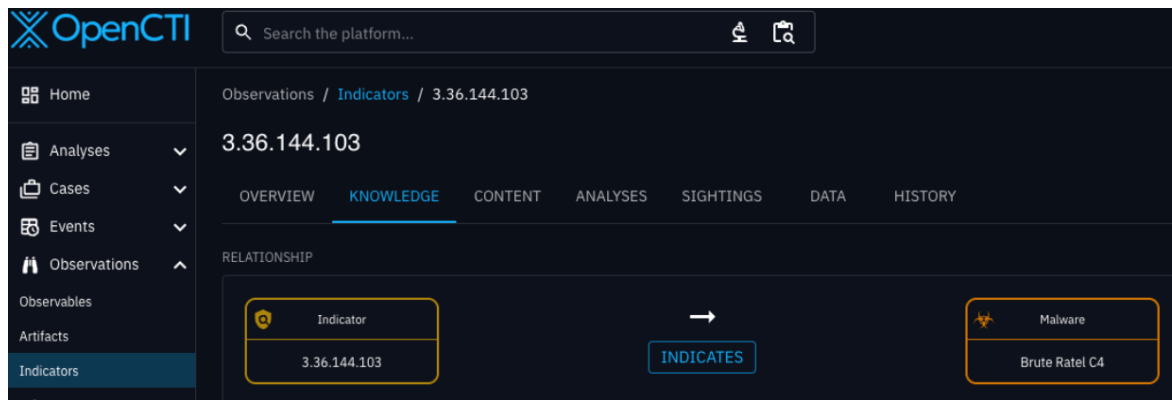 OpenCTI
Search the platform...
Home
Analyses
Cases
Events
Observations
Observables
Artifacts
Indicators
Observations / Indicators / 3.36.144.103
3.36.144.103
OVERVIEW KNOWLEDGE CONTENT ANALYSES SIGHTINGS DATA HISTORY
RELATIONSHIP
Indicator
3.36.144.103
INDICATES
Malware
Brute Ratel C4